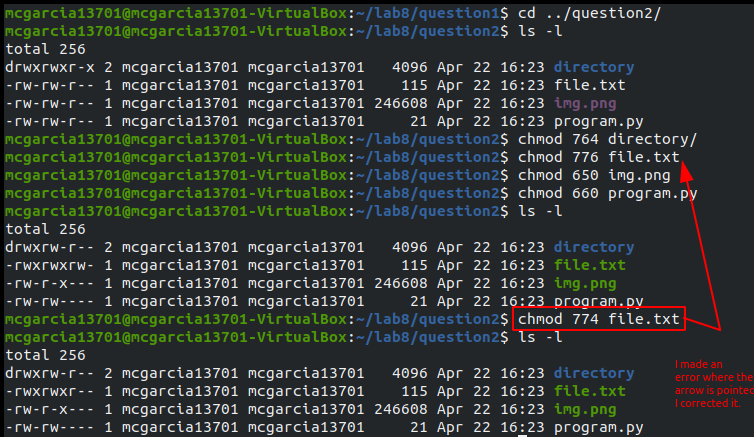 mcgarcia13701@mcgarcia13701-VirtualBox:~/lab8/question1$ cd ../question2/
mcgarcia13701@mcgarcia13701-VirtualBox:~/lab8/question2$ ls -l
total 256
drwxrwxr-x 2 mcgarcia13701 mcgarcia13701   4096 Apr 22 16:23 directory
-rw-rw-r-- 1 mcgarcia13701 mcgarcia13701    115 Apr 22 16:23 file.txt
-rw-rw-r-- 1 mcgarcia13701 mcgarcia13701 246608 Apr 22 16:23 img.png
-rw-rw-r-- 1 mcgarcia13701 mcgarcia13701     21 Apr 22 16:23 program.py
mcgarcia13701@mcgarcia13701-VirtualBox:~/lab8/question2$ chmod 764 directory/
mcgarcia13701@mcgarcia13701-VirtualBox:~/lab8/question2$ chmod 776 file.txt
mcgarcia13701@mcgarcia13701-VirtualBox:~/lab8/question2$ chmod 650 img.png
mcgarcia13701@mcgarcia13701-VirtualBox:~/lab8/question2$ chmod 660 program.py
mcgarcia13701@mcgarcia13701-VirtualBox:~/lab8/question2$ ls -l
total 256
drwxrw-r-- 2 mcgarcia13701 mcgarcia13701   4096 Apr 22 16:23 directory
-rwxrwxrw- 1 mcgarcia13701 mcgarcia13701    115 Apr 22 16:23 file.txt
-rw-r-x--- 1 mcgarcia13701 mcgarcia13701 246608 Apr 22 16:23 img.png
-rw-rw---- 1 mcgarcia13701 mcgarcia13701     21 Apr 22 16:23 program.py
mcgarcia13701@mcgarcia13701-VirtualBox:~/lab8/question2$ chmod 774 file.txt
mcgarcia13701@mcgarcia13701-VirtualBox:~/lab8/question2$ ls -l
total 256
drwxrw-r-- 2 mcgarcia13701 mcgarcia13701   4096 Apr 22 16:23 directory
-rwxrwxr-- 1 mcgarcia13701 mcgarcia13701    115 Apr 22 16:23 file.txt
-rw-r-x--- 1 mcgarcia13701 mcgarcia13701 246608 Apr 22 16:23 img.png
-rw-rw---- 1 mcgarcia13701 mcgarcia13701     21 Apr 22 16:23 program.py
I made an
error where the
arrow is pointed
I corrected it.